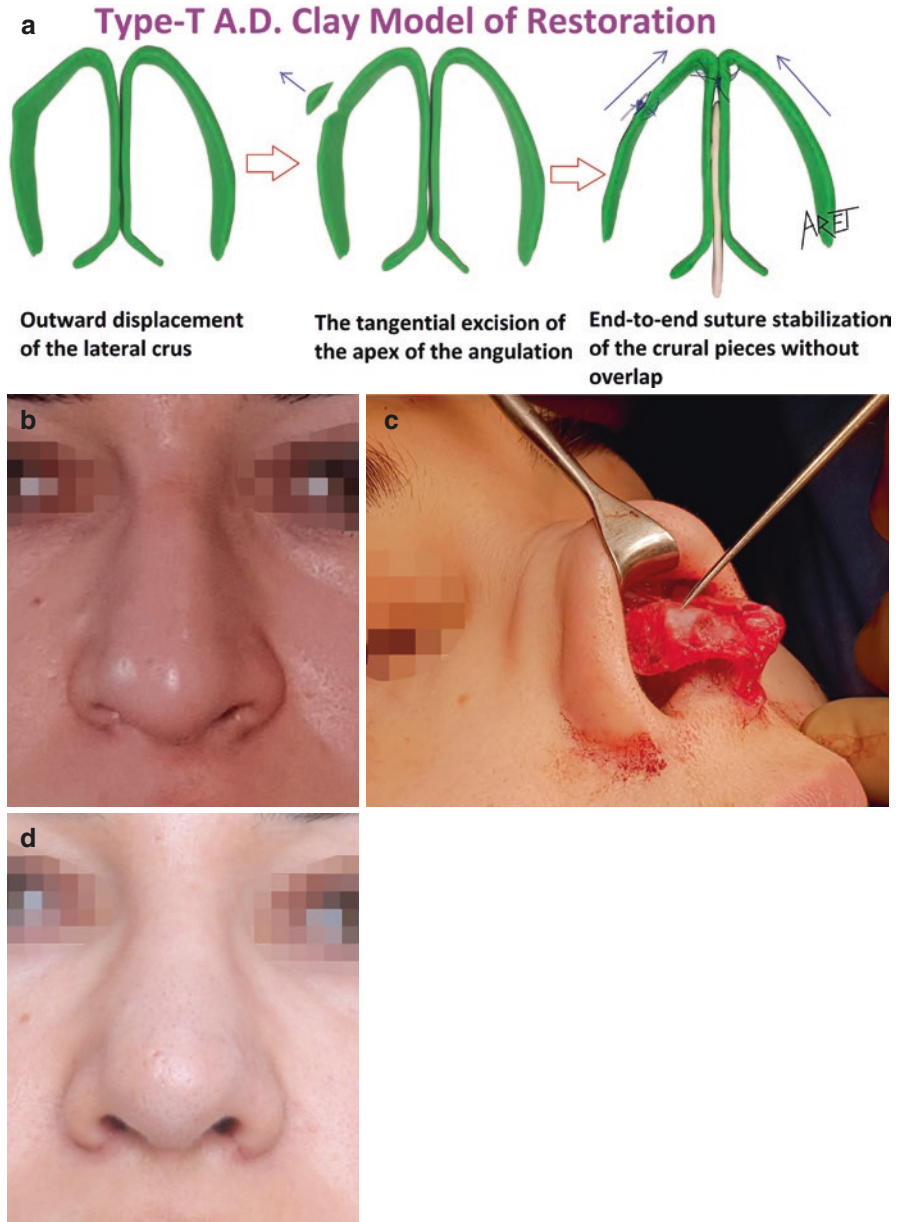 a
Type-T A.D. Clay Model of Restoration
ARET
Outward displacement
of the lateral crus
The tangential excision of
the apex of the angulation
End-to-end suture stabilization
of the crural pieces without
overlap
b
c
d